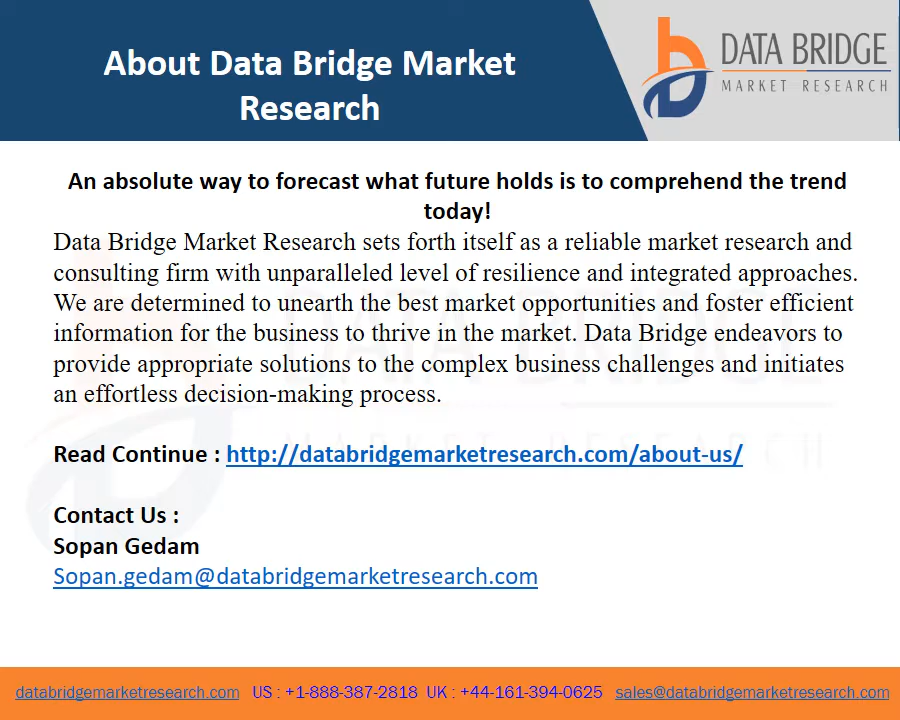 About Data Bridge Market
Research
DATA BRIDGE
MARKET RESEARCH
An absolute way to forecast what future holds is to comprehend the trend
today!
Data Bridge Market Research sets forth itself as a reliable market research and
consulting firm with unparalleled level of resilience and integrated approaches.
We are determined to unearth the best market opportunities and foster efficient
information for the business to thrive in the market. Data Bridge endeavors to
provide appropriate solutions to the complex business challenges and initiates
an effortless decision-making process.
Read Continue : http://databridgemarketresearch.com/about-us/
Contact Us :
Sopan Gedam
Sopan.gedam@databridgemarketresearch.com
databridgemarketresearch.com US : +1-888-387-2818 UK : +44-161-394-0625 sales@databridgemarketresearch.com